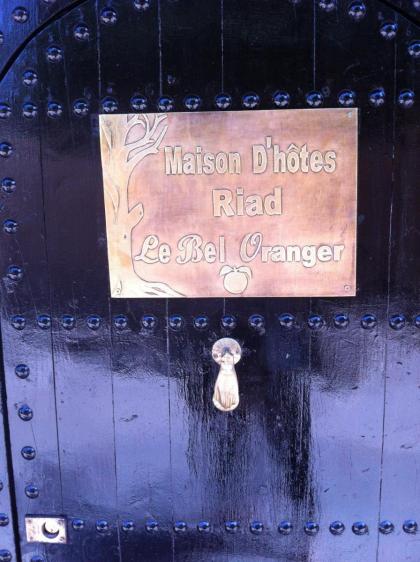 Maison D'hôtes
Riad
Le Bel Oranger